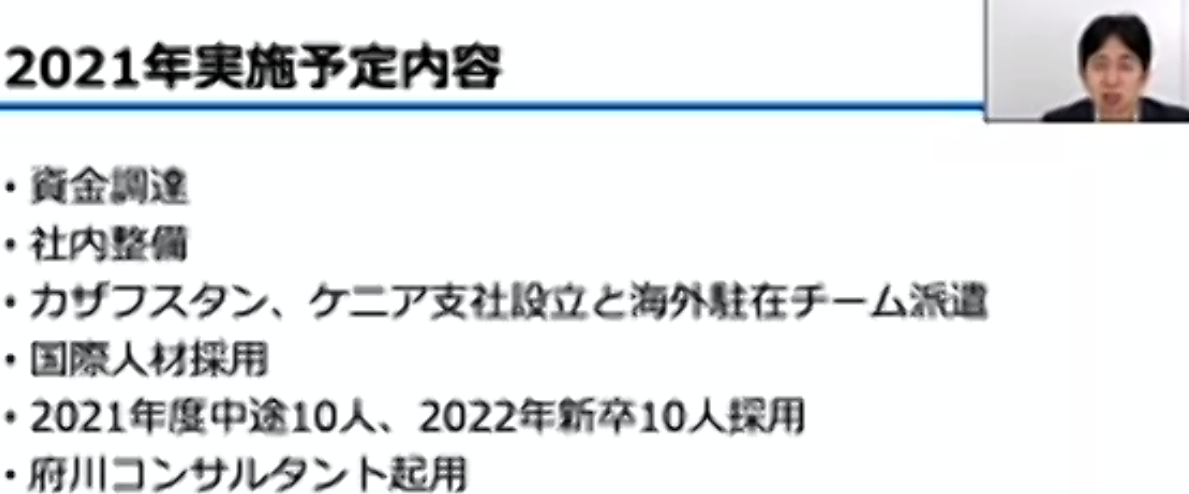 2021年実施予定内容
・資金調達
・社内整備
・カザフスタン、ケニア支社設立と海外駐在チーム派遣
・国際人材採用
・2021年度中途10人、2022年新卒10人採用
・府川コンサルタント起用